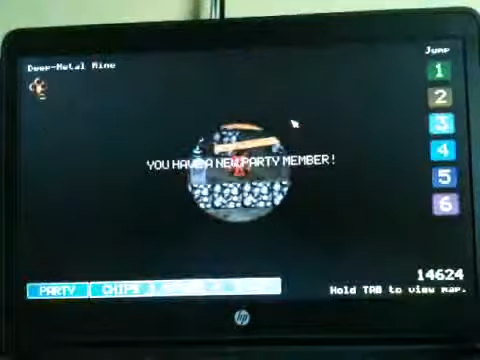 Jump
Deep-Metal Mine
1
2
3
4
5
6
YOU HAVE A NEW PARTY MEMBER!
14624
PARTY
CHIPS
Hold TAB to view map.
hp